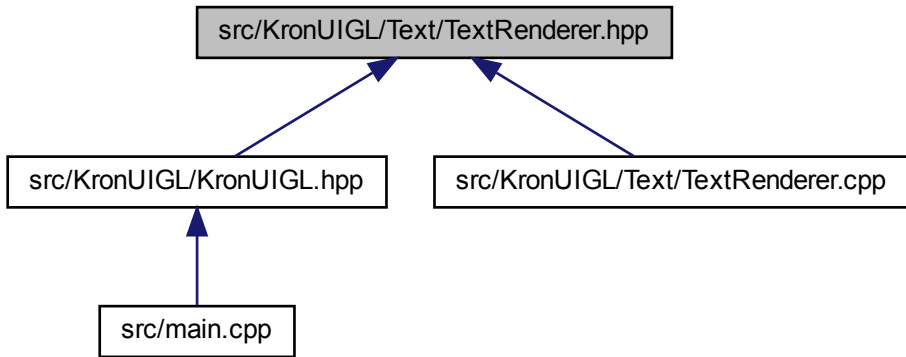 src/KronUIGL/Text/TextRenderer.hpp
src/KronUIGL/KronUIGL.hpp
src/KronUIGL/Text/TextRenderer.cpp
src/main.cpp